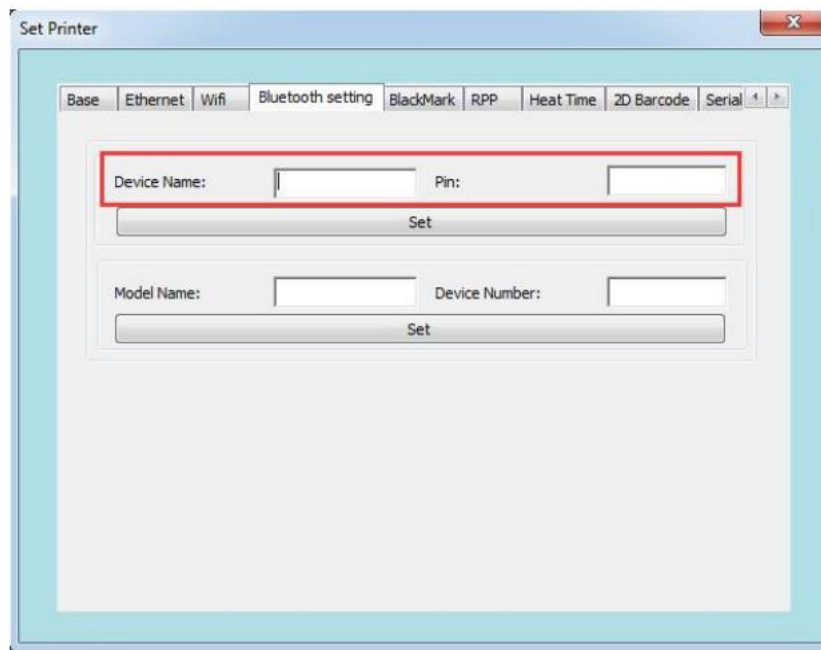 Set Printer
Base Ethernet Wifi Bluetooth setting BlackMark RPP Heat Time 2D Barcode Serial
Device Name: Pin:
Set
Model Name: Device Number:
Set